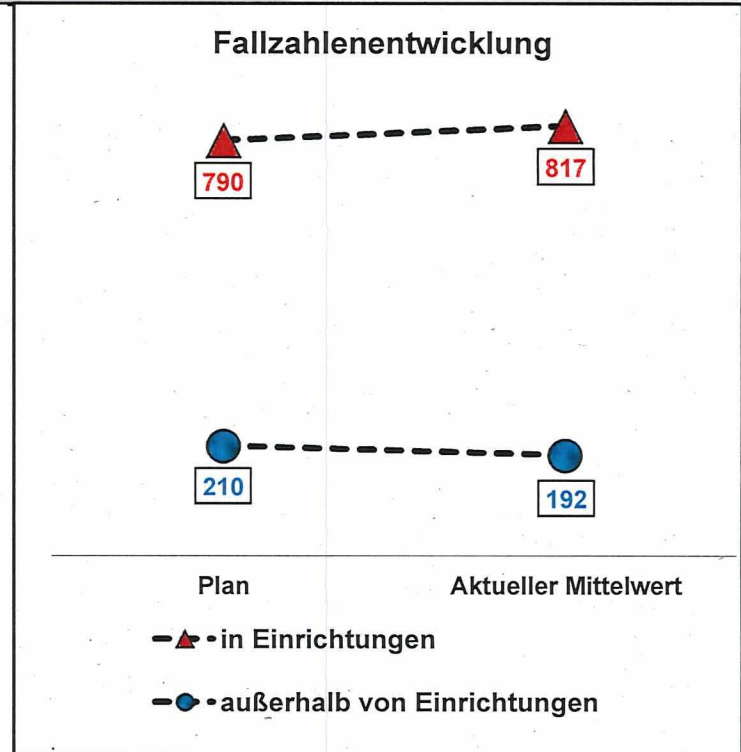 Fallzahlenentwicklung
790
817
210
192
Plan Aktueller Mittelwert
in Einrichtungen
außerhalb von Einrichtungen